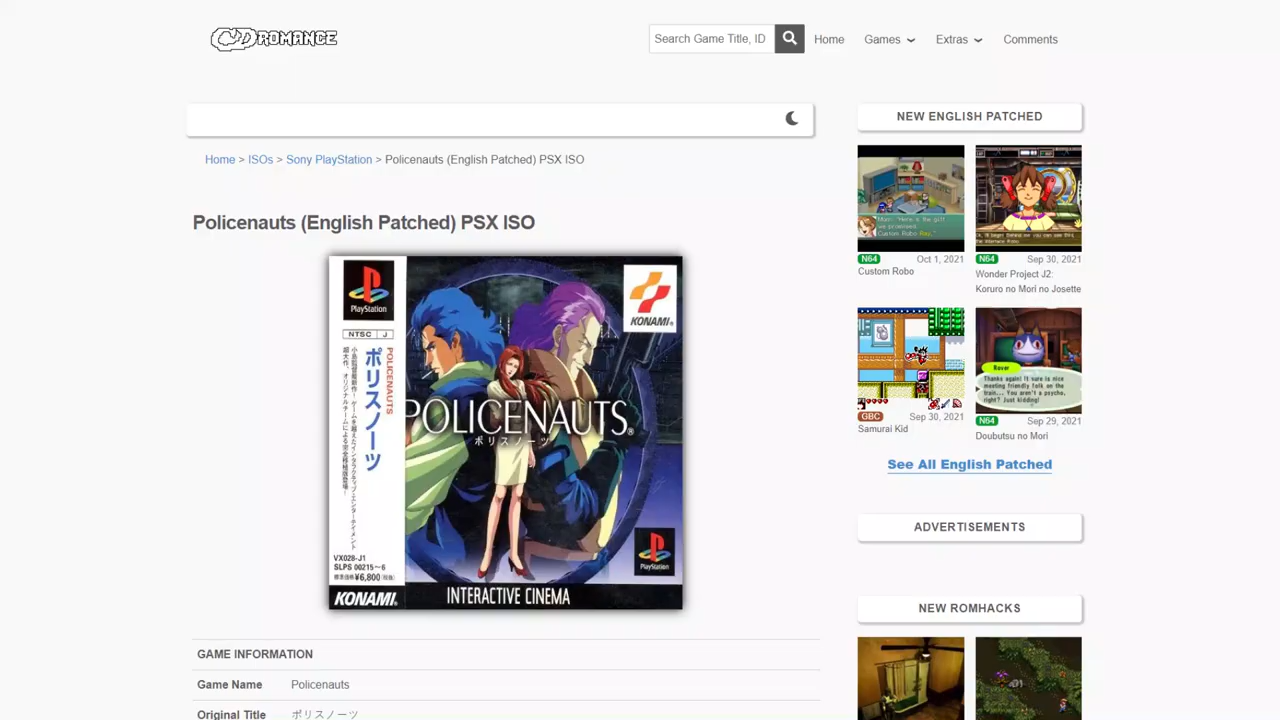 CDROMANCE
Search Game Title, ID
Home
Games
Extras
Comments
Home > ISOs > Sony PlayStation > Policenauts (English Patched) PSX ISO
Policenauts (English Patched) PSX ISO
PlayStation
NTSC J
POLICENAUTS
ポリスノーツ
VX028-J1
SLPS 00215~6
¥6,800
KONAMI.
KONAMI.
POLICENAUTS
ポリスノーツ
PlayStation
INTERACTIVE CINEMA
GAME INFORMATION
Game Name Policenauts
Original Title ポリスノーツ
NEW ENGLISH PATCHED
N64 Oct 1, 2021
Custom Robo
N64 Sep 30, 2021
Wonder Project J2:
Koruro no Mori no Josette
Rover
Thanks again! It sure is nice
meeting friendly folk on the
train... You aren't a psycho,
right? Just kidding!
GBC Sep 30, 2021
Samurai Kid
N64 Sep 29, 2021
Doubutsu no Mori
See All English Patched
ADVERTISEMENTS
NEW ROMHACKS